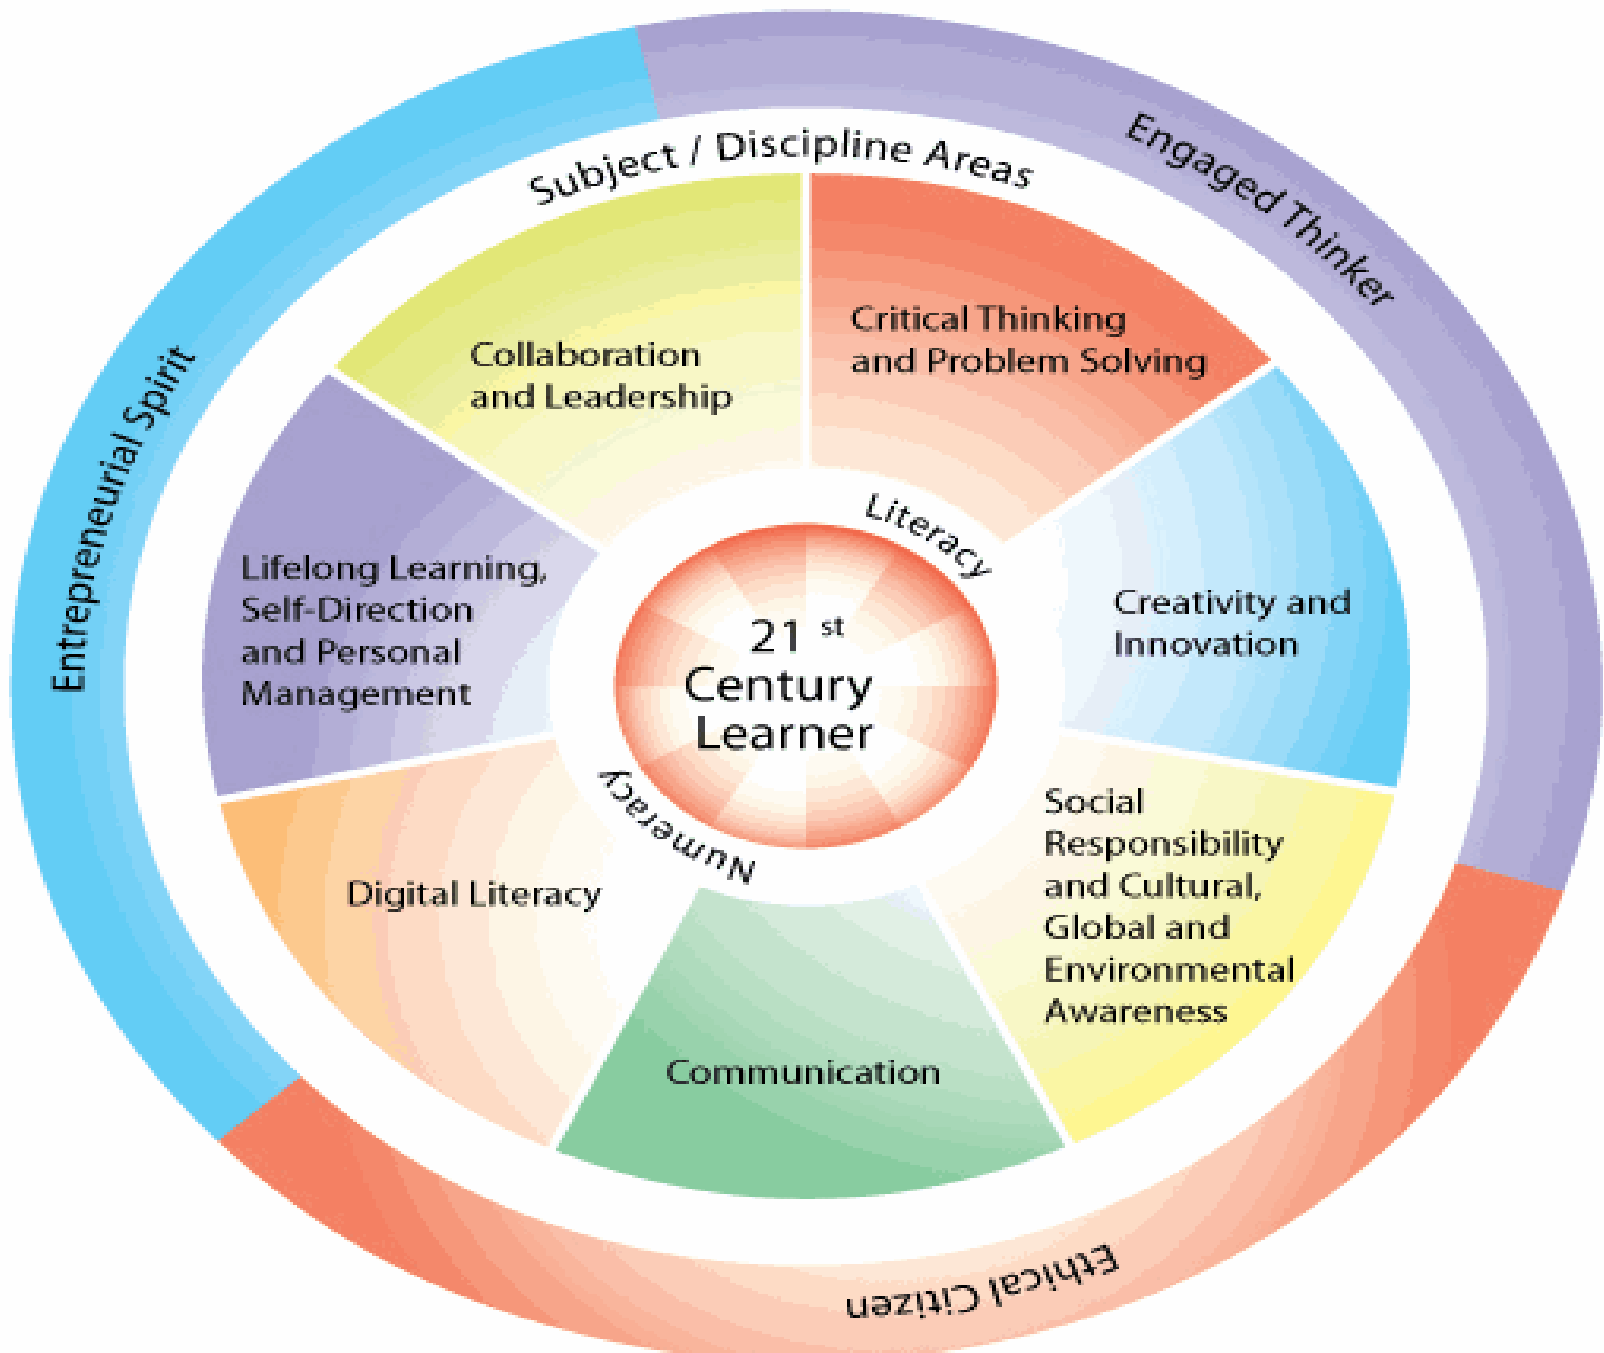 Engaged Thinker
Subject / Discipline Areas
Entrepreneurial Spirit
Critical Thinking
and Problem Solving
Collaboration
and Leadership
Literacy
Creativity and
Innovation
Lifelong Learning,
Self-Direction
and Personal
Management
21 st
Century
Learner
Numeracy
Social
Responsibility
and Cultural,
Global and
Environmental
Awareness
Digital Literacy
Communication
Ethical Citizen